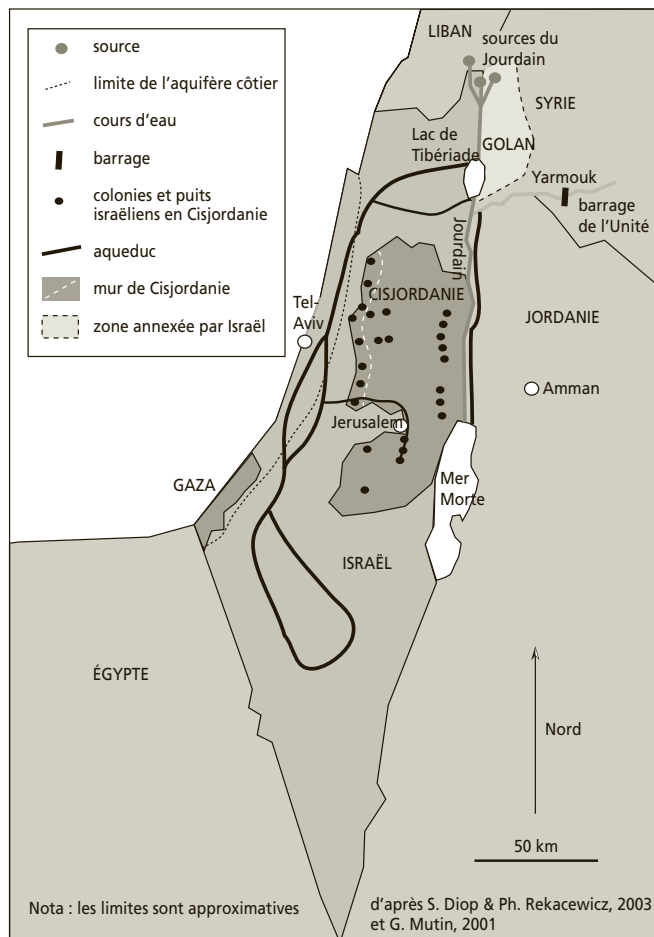 source
limite de l'aquifère côtier
cours d'eau
barrage
colonies et puits
israéliens en Cisjordanie
aqueduc
mur de Cisjordanie
zone annexée par Israël
LIBAN
sources du
Jourdain
SYRIE
Lac de
Tibériade
GOLAN
Yarmouk
barrage
de l'Unité
Jourdain
CISJORDANIE
Tel-
Aviv
JORDANIE
Amman
Jerusalem
GAZA
Mer
Morte
ISRAËL
ÉGYPTE
Nord
50 km
Nota : les limites sont approximatives
d'après S. Diop & Ph. Rekacewicz, 2003
et G. Mutin, 2001